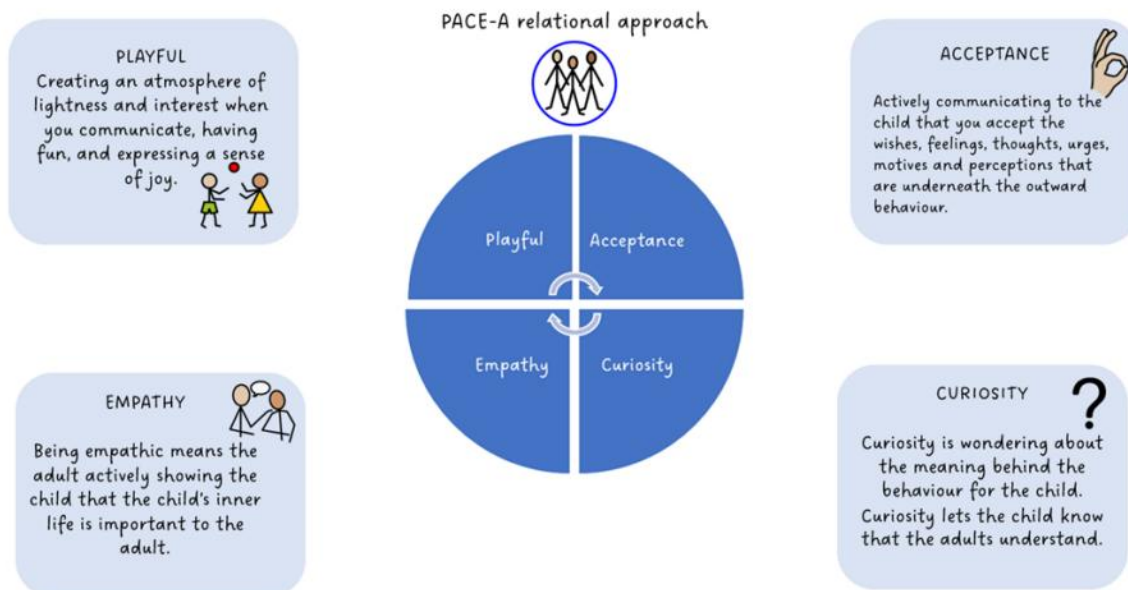 PACE-A relational approach
PLAYFUL
Creating an atmosphere of
lightness and interest when
you communicate, having
fun, and expressing a sense
of joy.
ACCEPTANCE
Actively communicating to the
child that you accept the
wishes, feelings, thoughts, urges,
motives and perceptions that
are underneath the outward
behaviour.
Playful
Acceptance
Empathy
Curiosity
EMPATHY
Being empathic means the
adult actively showing the
child that the child's inner
life is important to the
adult.
CURIOSITY
?
Curiosity is wondering about
the meaning behind the
behaviour for the child.
Curiosity lets the child know
that the adults understand.